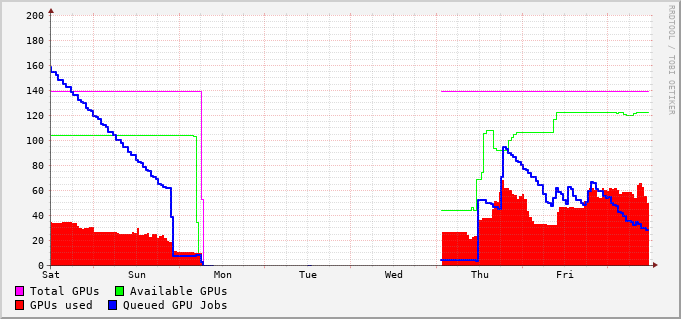 200
180
160
140
120
100
80
60
40
20
0
Sat Sun Mon Tue Wed Thu Fri
Total GPUs Available GPUs
GPUs used Queued GPU Jobs
RRDTOOL / TOBI OETIKER